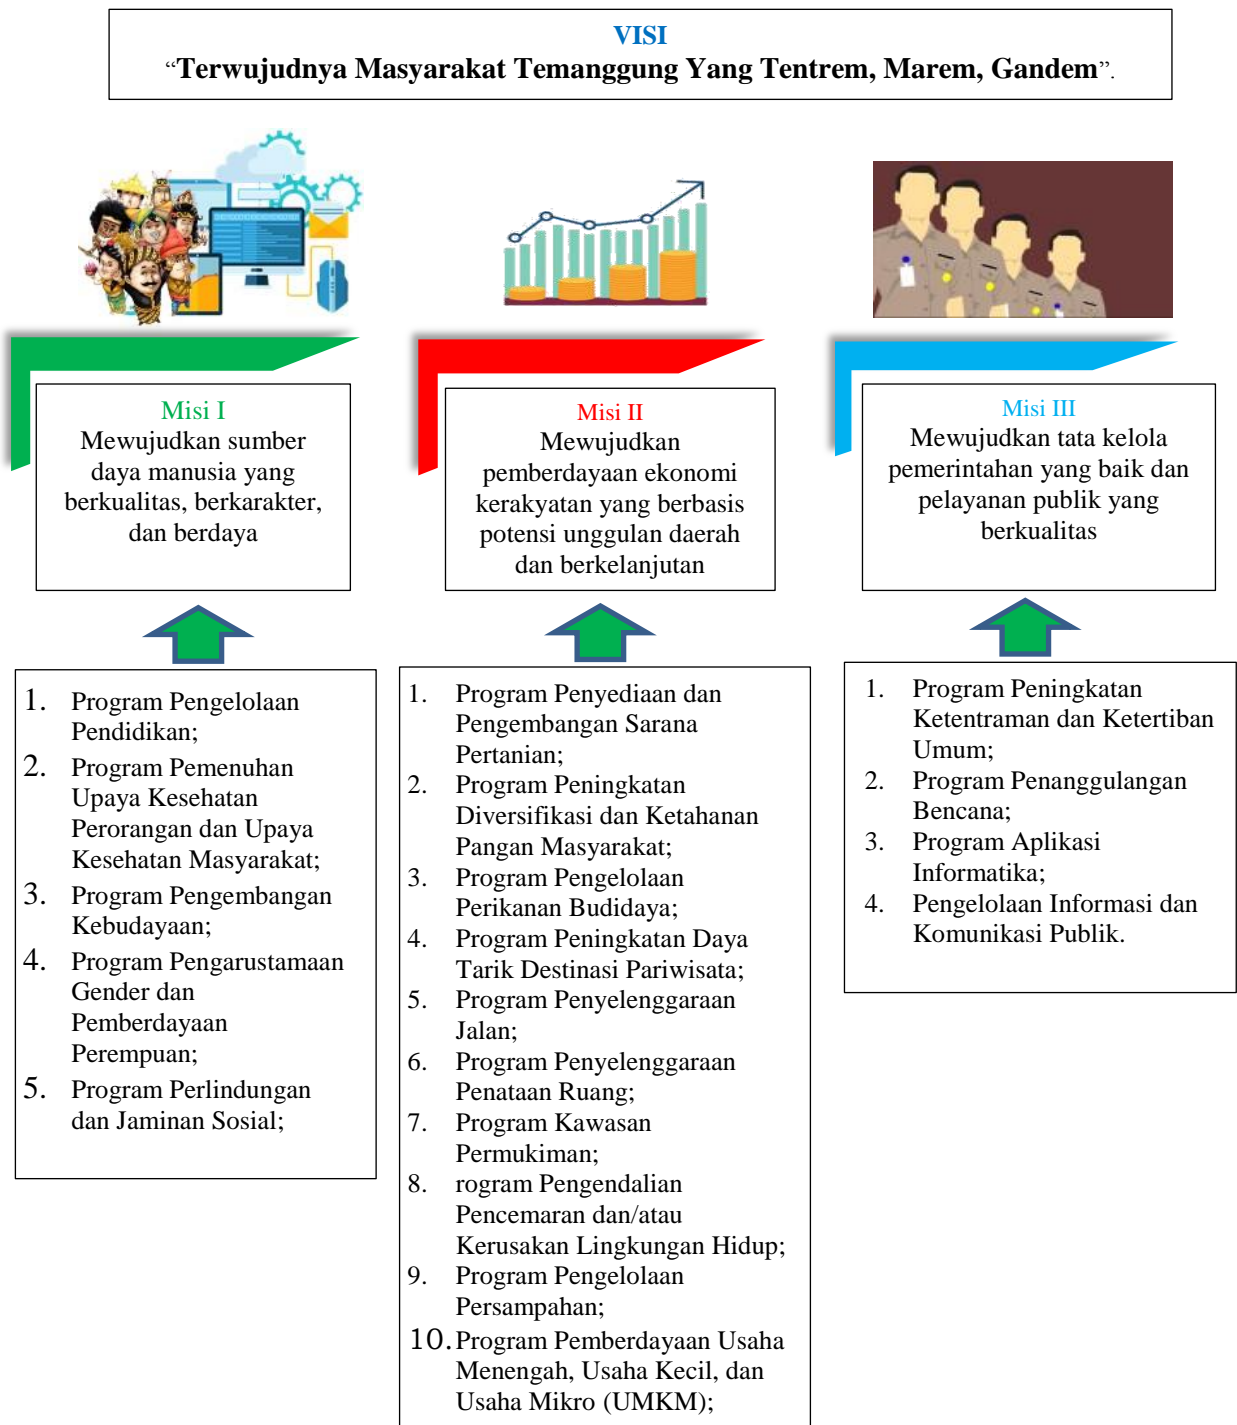 VISI
“Terwujudnya Masyarakat Temanggung Yang Tentrem, Marem, Gandem”.
Misi I
Mewujudkan sumber
daya manusia yang
berkualitas, berkarakter,
dan berdaya
Misi II
Mewujudkan
pemberdayaan ekonomi
kerakyatan yang berbasis
potensi unggulan daerah
dan berkelanjutan
Misi III
Mewujudkan tata kelola
pemerintahan yang baik dan
pelayanan publik yang
berkualitas
1. Program Pengelolaan
Pendidikan;
2. Program Pemenuhan
Upaya Kesehatan
Perorangan dan Upaya
Kesehatan Masyarakat;
3. Program Pengembangan
Kebudayaan;
4. Program Pengarustamaan
Gender dan
Pemberdayaan
Perempuan;
5. Program Perlindungan
dan Jaminan Sosial;
1. Program Penyediaan dan
Pengembangan Sarana
Pertanian;
2. Program Peningkatan
Diversifikasi dan Ketahanan
Pangan Masyarakat;
3. Program Pengelolaan
Perikanan Budidaya;
4. Program Peningkatan Daya
Tarik Destinasi Pariwisata;
5. Program Penyelenggaraan
Jalan;
6. Program Penyelenggaraan
Penataan Ruang;
7. Program Kawasan
Permukiman;
8. rogram Pengendalian
Pencemaran dan/atau
Kerusakan Lingkungan Hidup;
9. Program Pengelolaan
Persampahan;
10. Program Pemberdayaan Usaha
Menengah, Usaha Kecil, dan
Usaha Mikro (UMKM);
1. Program Peningkatan
Ketentraman dan Ketertiban
Umum;
2. Program Penanggulangan
Bencana;
3. Program Aplikasi
Informatika;
4. Pengelolaan Informasi dan
Komunikasi Publik.